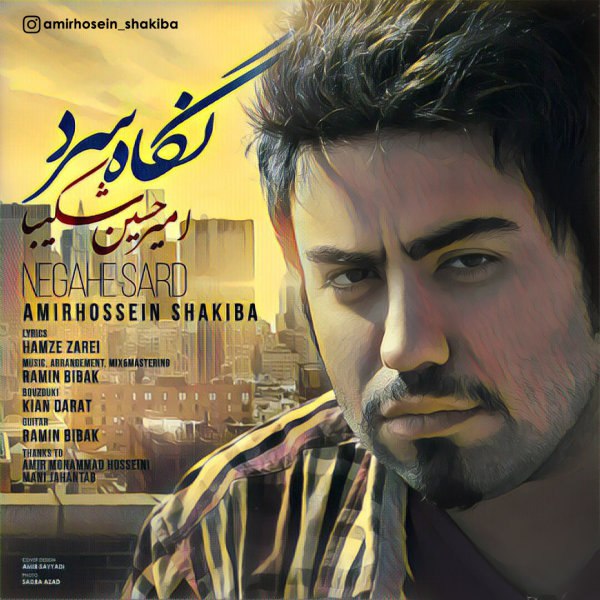 amirhosein_shakiba
نگاه سرد
امیرحسین شکیبا
NEGAHE SARD
AMIRHOSSEIN SHAKIBA
LYRICS
HAMZE ZAREI
MUSIC, ARRANGEMENT, MIX&MASTERING
RAMIN BIBAK
BOUZOUKI
KIAN DARAT
GUITAR
RAMIN BIBAK
THANKS TO
AMIR MOHAMMAD HOSSEINI
MANI JAHANTAB
COVER DESIGN
AMIR SAYYADI
PHOTO
SADRA AZAD